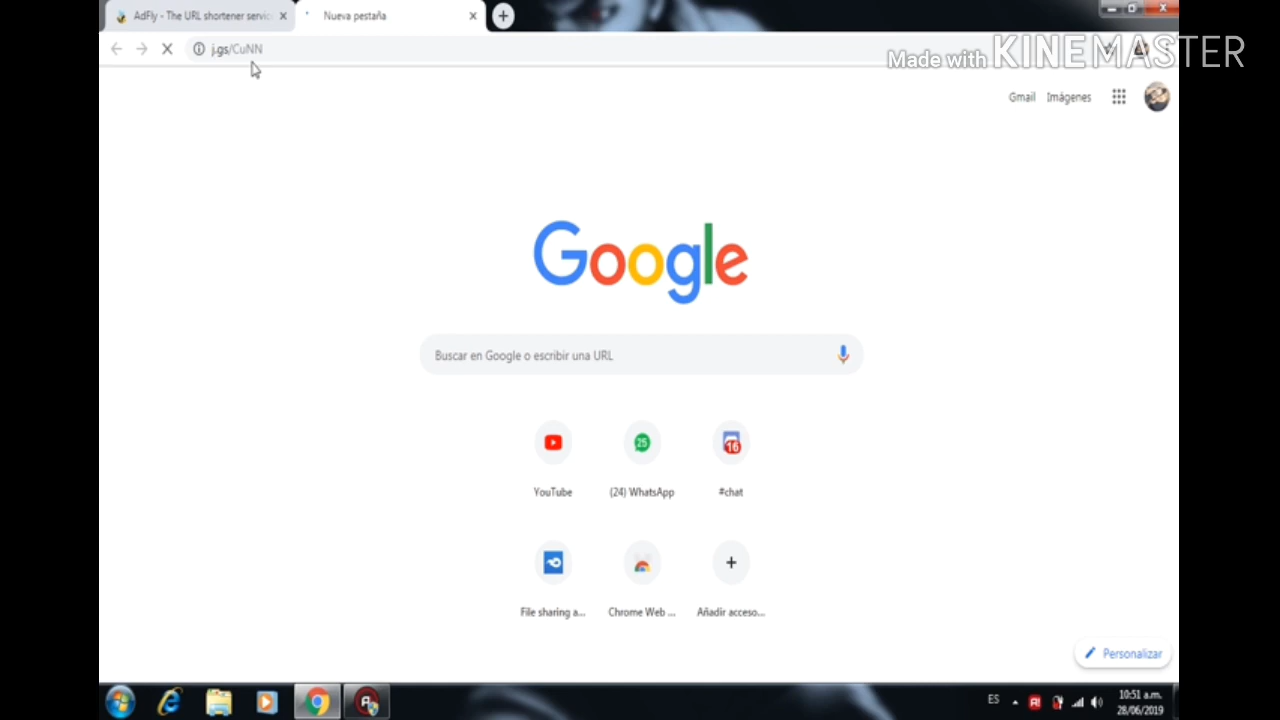 AdFly - The URL shortener servic
Nueva pestaña
j.gs/CuNN
Made with KINEMASTER
Gmail Imágenes
Google
Buscar en Google o escribir una URL
25
16
YouTube
(24) WhatsApp
#chat
File sharing a...
Chrome Web ...
Añadir acceso...
Personalizar
ES
10:51 a.m.
28/06/2019